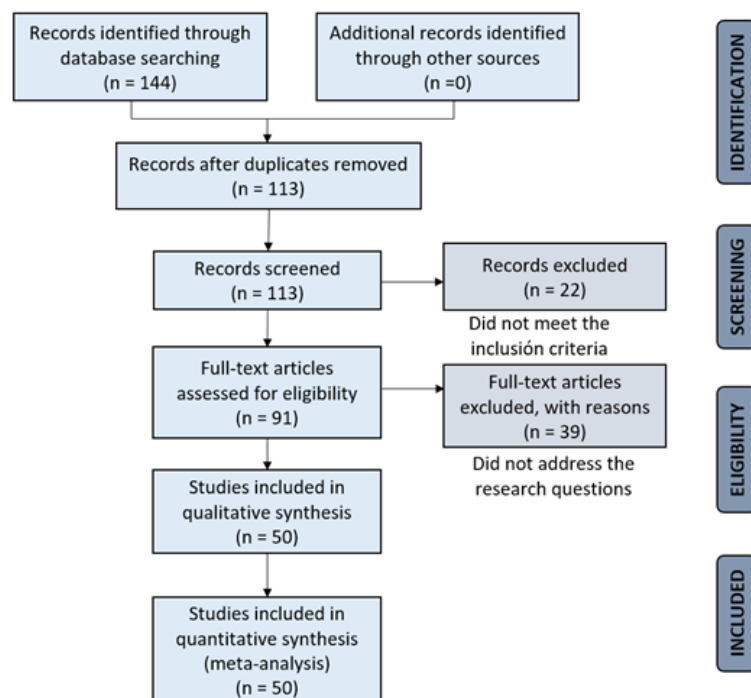 Records identified through
database searching
(n = 144)
Additional records identified
through other sources
(n =0)
IDENTIFICATION
Records after duplicates removed
(n = 113)
Records screened
(n = 113)
Records excluded
(n = 22)
Did not meet the
inclusión criteria
SCREENING
Full-text articles
assessed for eligibility
(n = 91)
Full-text articles
excluded, with reasons
(n = 39)
Did not address the
research questions
ELIGIBILITY
Studies included in
qualitative synthesis
(n = 50)
Studies included in
quantitative synthesis
(meta-analysis)
(n = 50)
INCLUDED